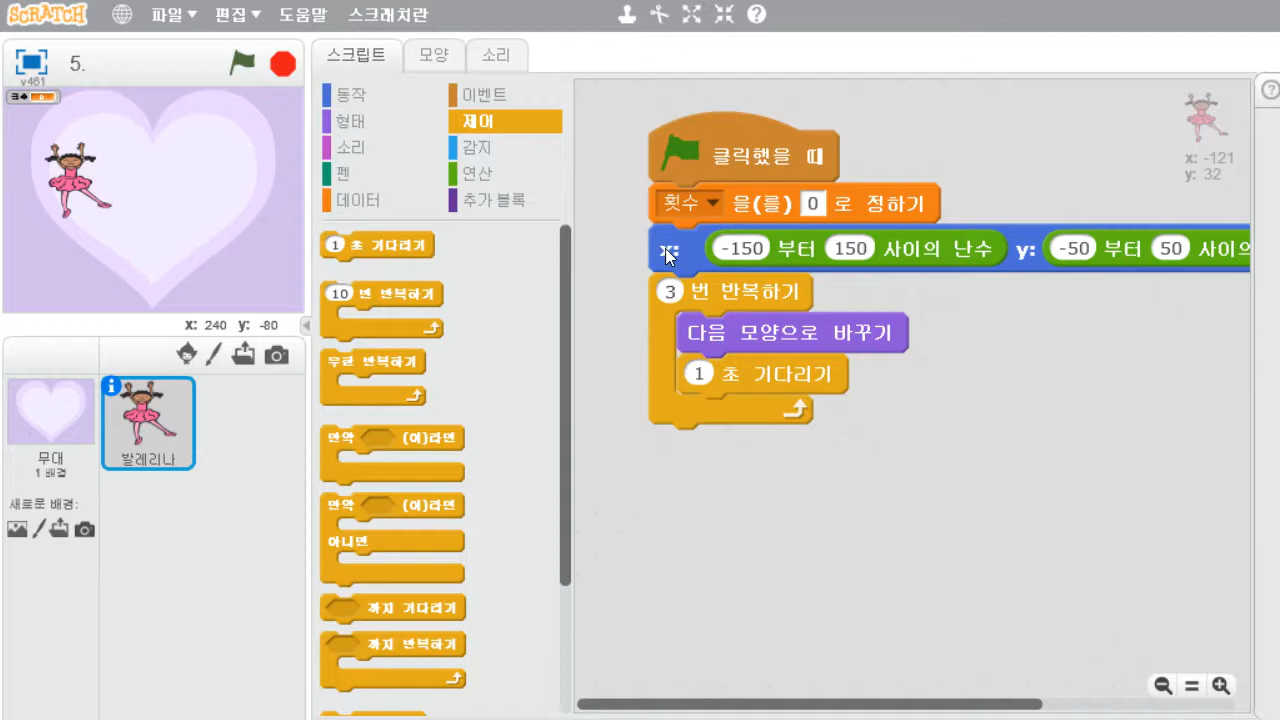 SCRATCH 파일▼ 편집▼ 도움말 스크래치란
v461 5.
x: 240 y: -80
무대
1 배경
발레리나
새로운 배경:
스크립트 모양 소리
동작 이벤트
형태 제어
소리 감지
펜 연산
데이터 추가 블록
1 초 기다리기
10 번 반복하기
무한 반복하기
만약 (이)라면
만약 (이)라면
아니면
까지 기다리기
까지 반복하기
클릭했을 때
횟수 ▼ 을(를) 0 로 정하기
x: -150 부터 150 사이의 난수 y: -50 부터 50 사이의
3 번 반복하기
다음 모양으로 바꾸기
1 초 기다리기
x: -121
y: 32